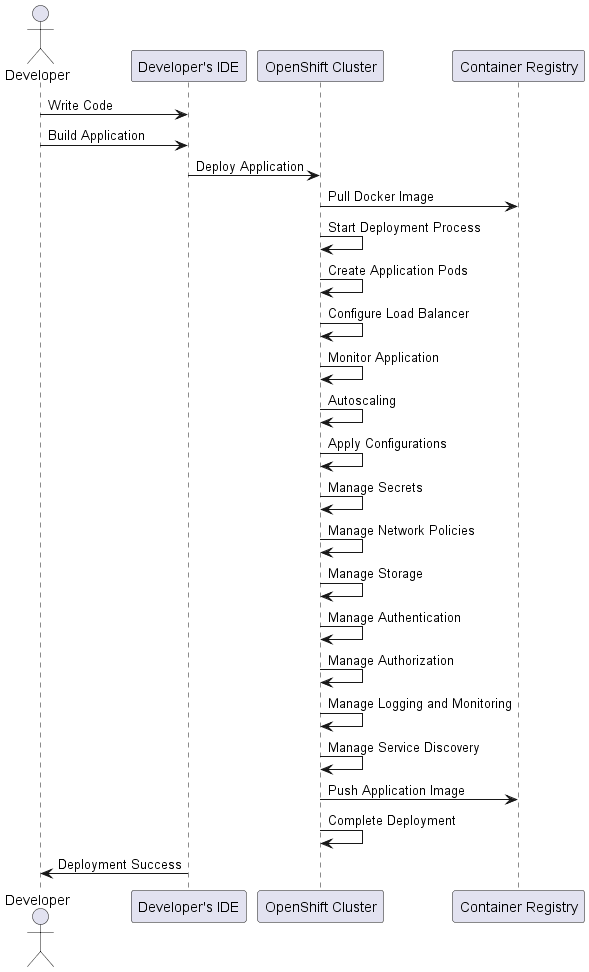 Developer
Developer's IDE
OpenShift Cluster
Container Registry
Write Code
Build Application
Deploy Application
Pull Docker Image
Start Deployment Process
Create Application Pods
Configure Load Balancer
Monitor Application
Autoscaling
Apply Configurations
Manage Secrets
Manage Network Policies
Manage Storage
Manage Authentication
Manage Authorization
Manage Logging and Monitoring
Manage Service Discovery
Push Application Image
Complete Deployment
Deployment Success
Developer
Developer's IDE
OpenShift Cluster
Container Registry